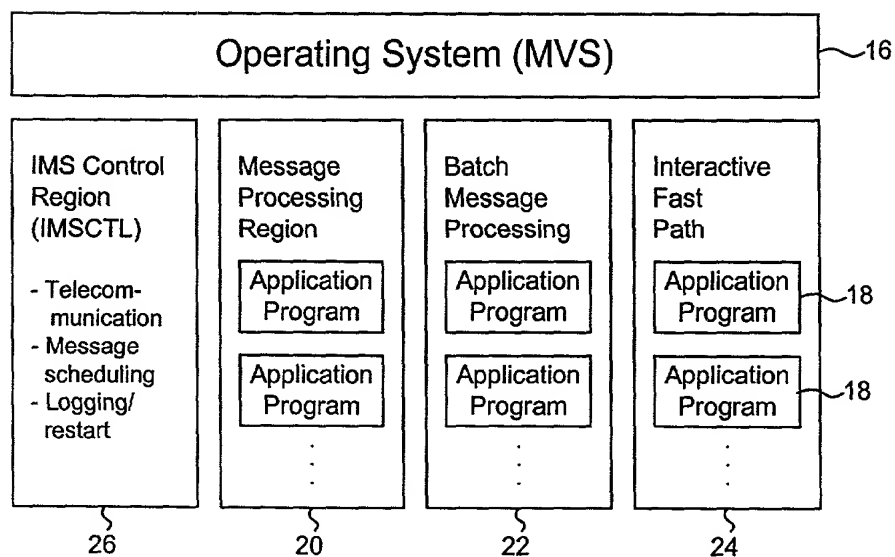 Operating System (MVS)
16
IMS Control
Region
(IMSCTL)
- Telecom-
munication
- Message
scheduling
- Logging/
restart
Message
Processing
Region
Application
Program
Application
Program
Batch
Message
Processing
Application
Program
Application
Program
Interactive
Fast
Path
Application
Program
18
Application
Program
18
26
20
22
24